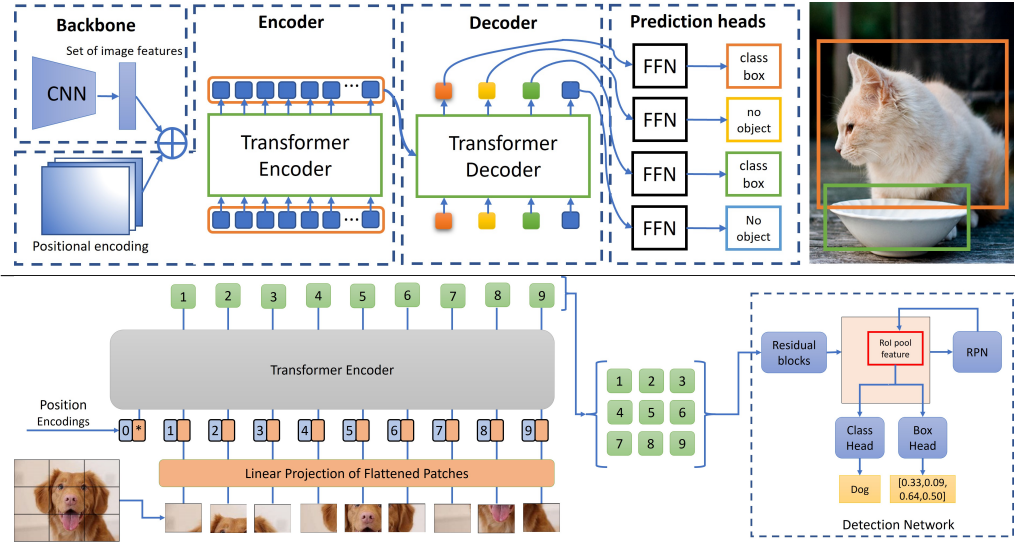 Backbone
Set of image features
CNN
Positional encoding
Encoder
...
Transformer
Encoder
...
Decoder
Transformer
Decoder
Prediction heads
FFN
class
box
FFN
no
object
FFN
class
box
FFN
No
object
1 2 3 4 5 6 7 8 9
Transformer Encoder
Position
Encodings
0 * 1 2 3 4 5 6 7 8 9
Linear Projection of Flattened Patches
1 2 3
4 5 6
7 8 9
Residual
blocks
RoI pool
feature
RPN
Class
Head
Box
Head
Dog
[0.33,0.09,
0.64,0.50]
Detection Network